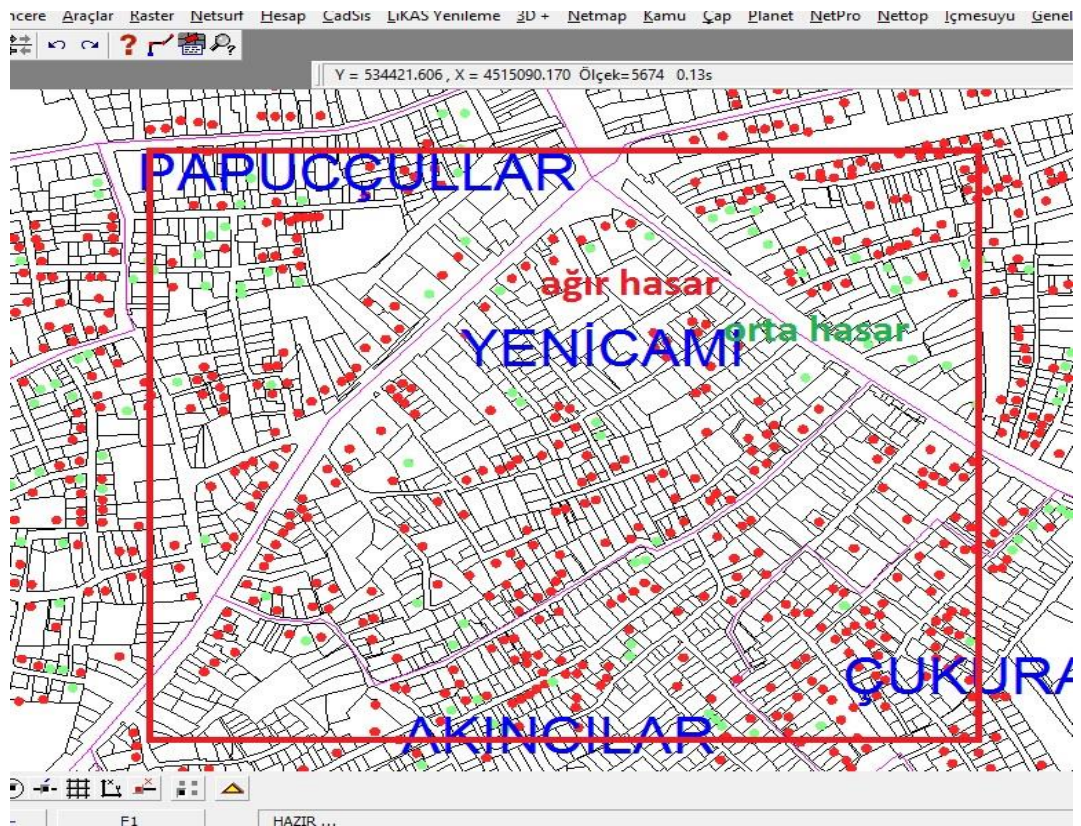 Araçlar Raster Netsurf Hesap CadSis LİKAS Yenileme 3D + Netmap Kamu Çap Planet NetPro Nettop İçmesuyu Genel
Y = 534421.606 , X = 4515090.170 Ölçek=5674 0.13s
PAPUCÇULLAR
ağır hasar
orta hasar
YENİCAMİ
ÇUKURA
AKINCILAR
F1
HAZIR ...